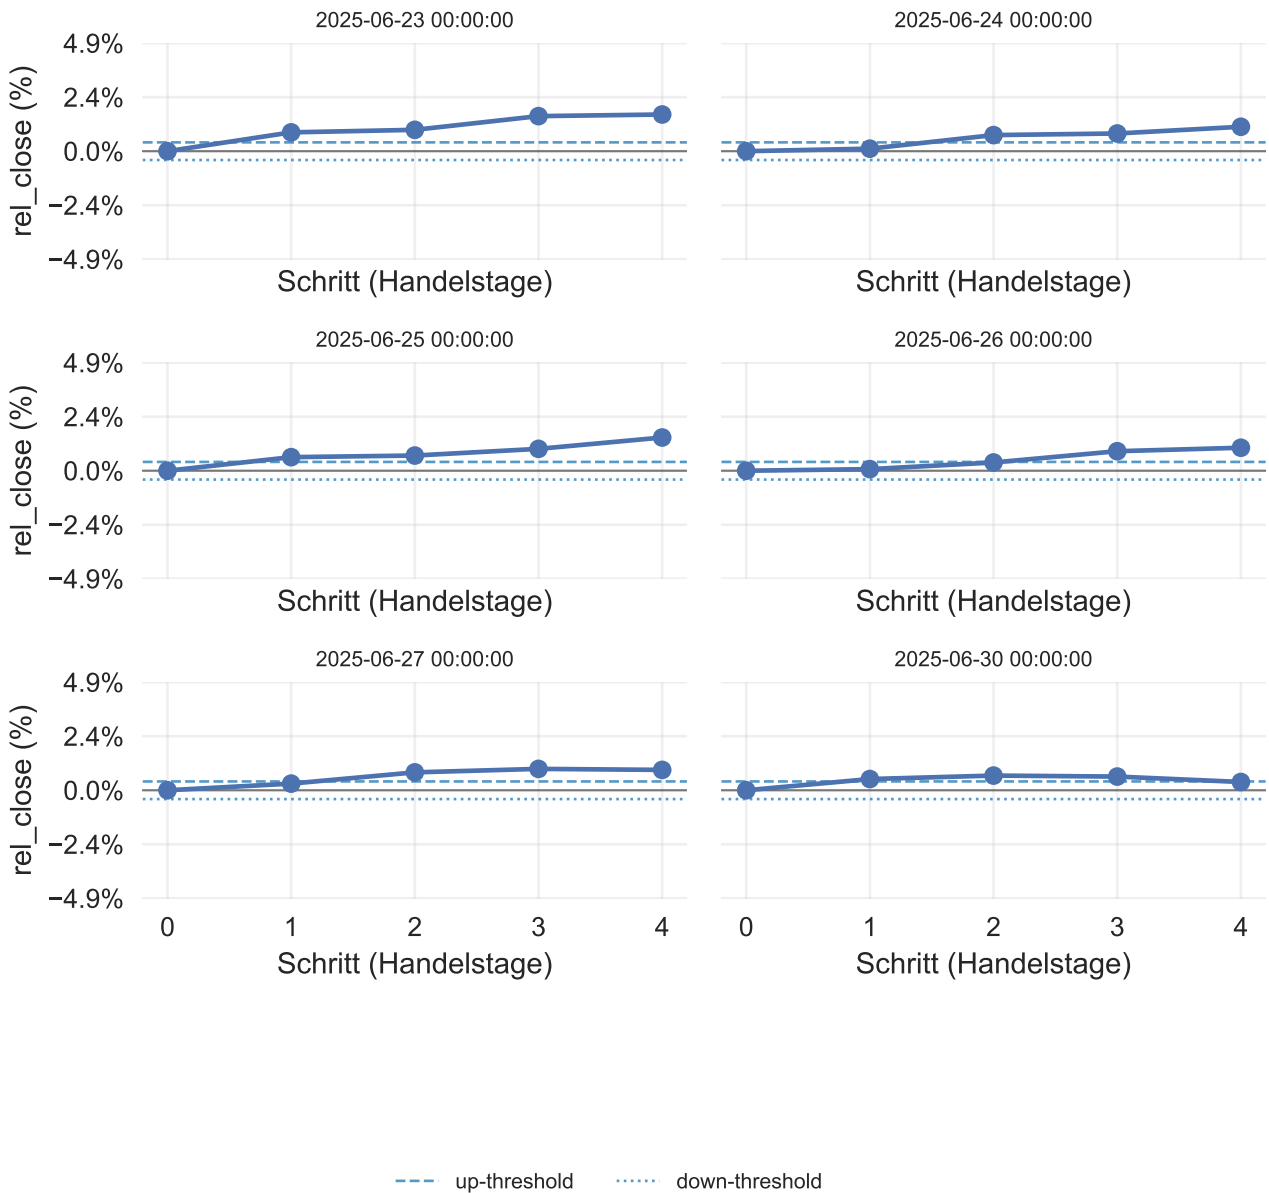 2025-06-23 00:00:00
2025-06-24 00:00:00
4.9%
2.4%
0.0%
−2.4%
−4.9%
rel_close (%)
Schritt (Handelstage)
Schritt (Handelstage)
2025-06-25 00:00:00
2025-06-26 00:00:00
4.9%
2.4%
0.0%
−2.4%
−4.9%
rel_close (%)
Schritt (Handelstage)
Schritt (Handelstage)
2025-06-27 00:00:00
2025-06-30 00:00:00
4.9%
2.4%
0.0%
−2.4%
−4.9%
rel_close (%)
0 1 2 3 4
0 1 2 3 4
Schritt (Handelstage)
Schritt (Handelstage)
up-threshold
down-threshold